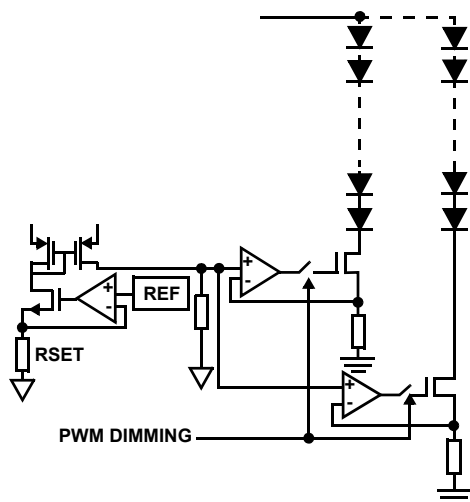 +
-
+
-
REF
RSET
+
-
PWM DIMMING